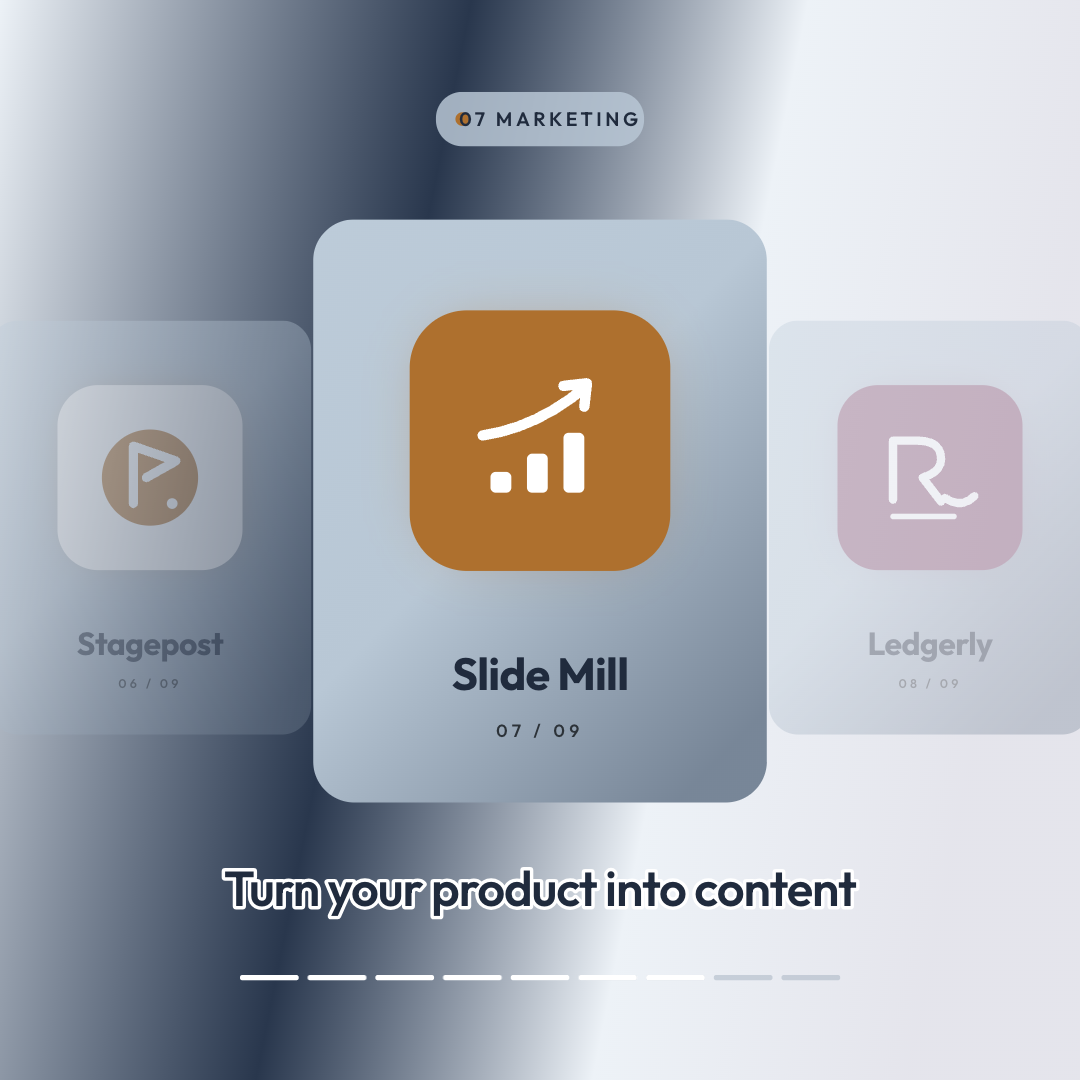 07 MARKETING
Stagepost
06 / 09
Slide Mill
07 / 09
Ledgerly
08 / 09
Turn your product into content